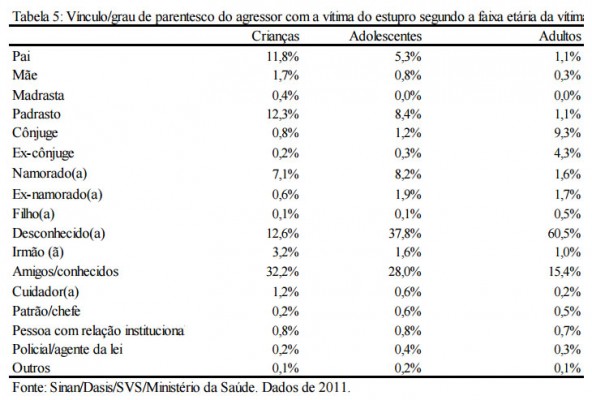 Tabela 5: Vínculo/grau de parentesco do agressor com a vítima do estupro segundo a faixa etária da vítima
Crianças Adolescentes Adultos
Pai 11,8% 5,3% 1,1%
Mãe 1,7% 0,8% 0,3%
Madrasta 0,4% 0,0% 0,0%
Padrasto 12,3% 8,4% 1,1%
Cônjuge 0,8% 1,2% 9,3%
Ex-cônjuge 0,2% 0,3% 4,3%
Namorado(a) 7,1% 8,2% 1,6%
Ex-namorado(a) 0,6% 1,9% 1,7%
Filho(a) 0,1% 0,1% 0,5%
Desconhecido(a) 12,6% 37,8% 60,5%
Irmão (ã) 3,2% 1,6% 1,0%
Amigos/conhecidos 32,2% 28,0% 15,4%
Cuidador(a) 1,2% 0,6% 0,2%
Patrão/chefe 0,2% 0,6% 0,5%
Pessoa com relação instituciona 0,8% 0,8% 0,7%
Policial/agente da lei 0,2% 0,4% 0,3%
Outros 0,1% 0,2% 0,1%
Fonte: Sinan/Dasis/SVS/Ministério da Saúde. Dados de 2011.